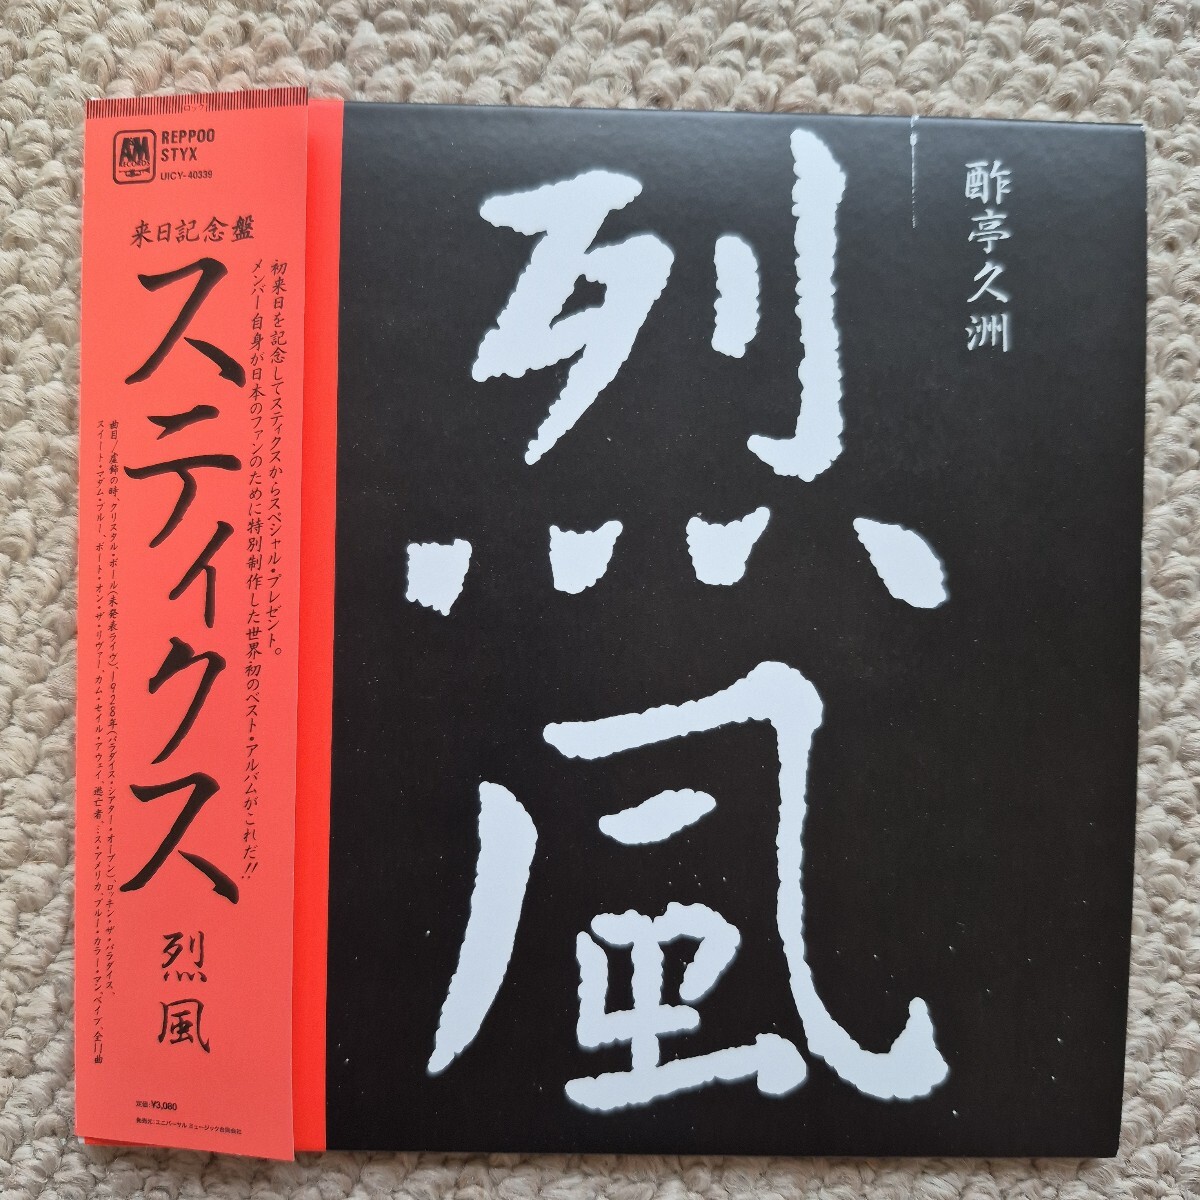 ロック
A&M
RECORDS
REPPOO
STYX
UICY-40339
来日記念盤
初来日を記念してスティクスからスペシャル・プレゼント。
メンバー自身が日本のファンのために特別制作した世界初のベスト・アルバムがこれだ!!
スティクス
烈風
曲目/虚飾の時、クリスタル・ボール(未発表ライヴ)、1928年(パラダイス・シアター・オープン)、ロッキン・ザ・パラダイス、
スイート・マダム・ブルー、ボート・オン・ザ・リヴァー、カム・セイル・アウェイ、逃亡者、…ス・アメリカ、ブルー・カラー・マン、ベイブ、全11曲
定価:¥3,080
発売元:ユニバーサル ミュージック合同会社
酢亭久洲
烈風